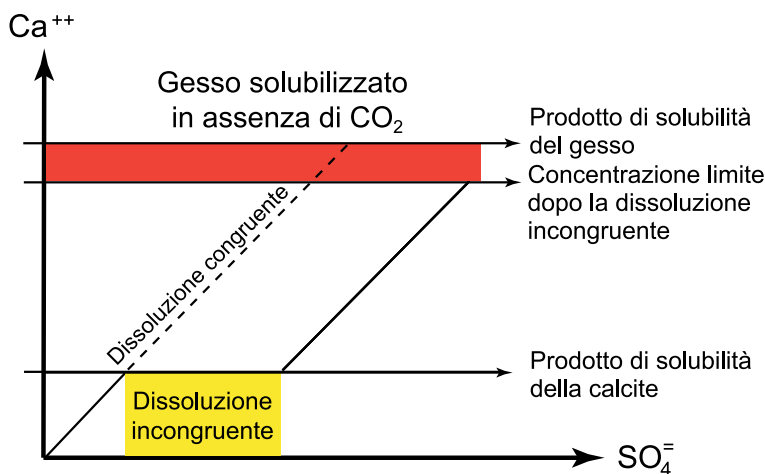 Ca⁺⁺
Gesso solubilizzato
in assenza di CO₂
Prodotto di solubilità
del gesso
Concentrazione limite
dopo la dissoluzione
incongruente
Dissoluzione congruente
Prodotto di solubilità
della calcite
Dissoluzione
incongruente
SO₄⁼